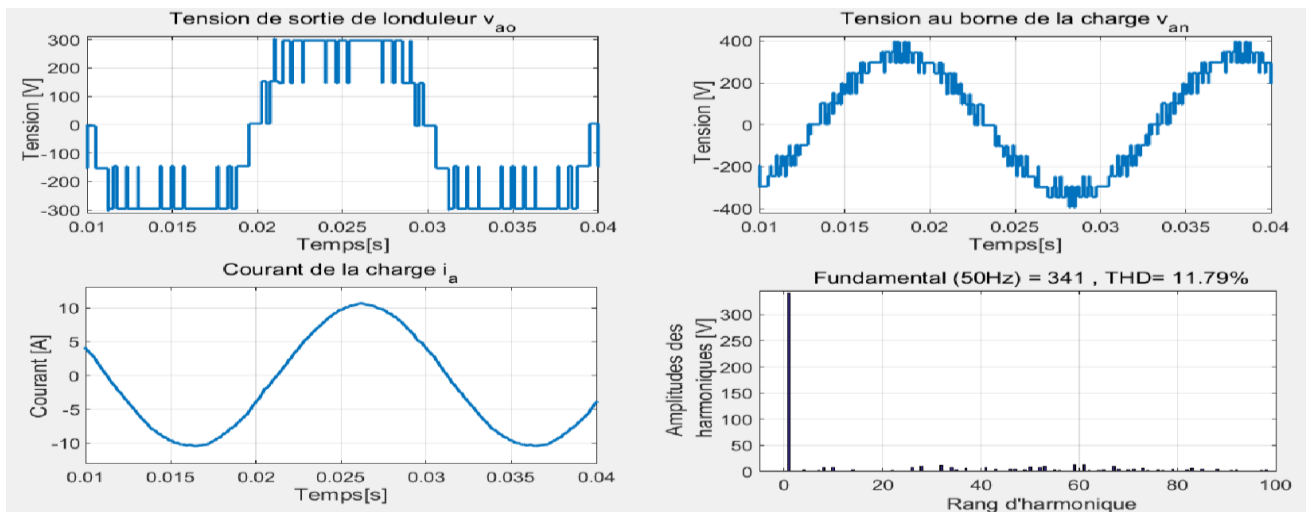 Tension de sortie de londuleur v_ao
300
200
100
0
-100
-200
-300
Tension [V]
0.01 0.015 0.02 0.025 0.03 0.035 0.04
Temps[s]
Tension au borne de la charge v_an
400
200
0
-200
-400
Tension [V]
0.01 0.015 0.02 0.025 0.03 0.035 0.04
Temps[s]
Courant de la charge i_a
10
5
0
-5
-10
Courant [A]
0.01 0.015 0.02 0.025 0.03 0.035 0.04
Temps[s]
Fundamental (50Hz) = 341 , THD= 11.79%
300
250
200
150
100
50
0
Amplitudes des
harmoniques [V]
0 20 40 60 80 100
Rang d'harmonique